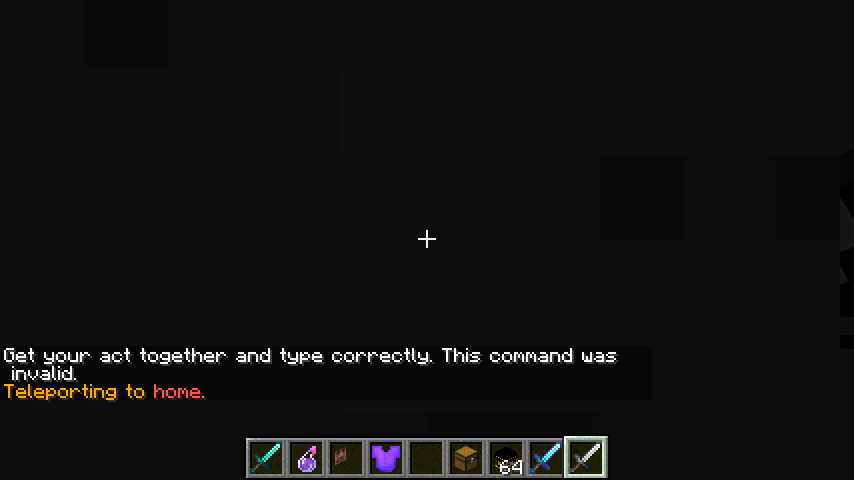 Get your act together and type correctly. This command was
invalid.
Teleporting to home.
64